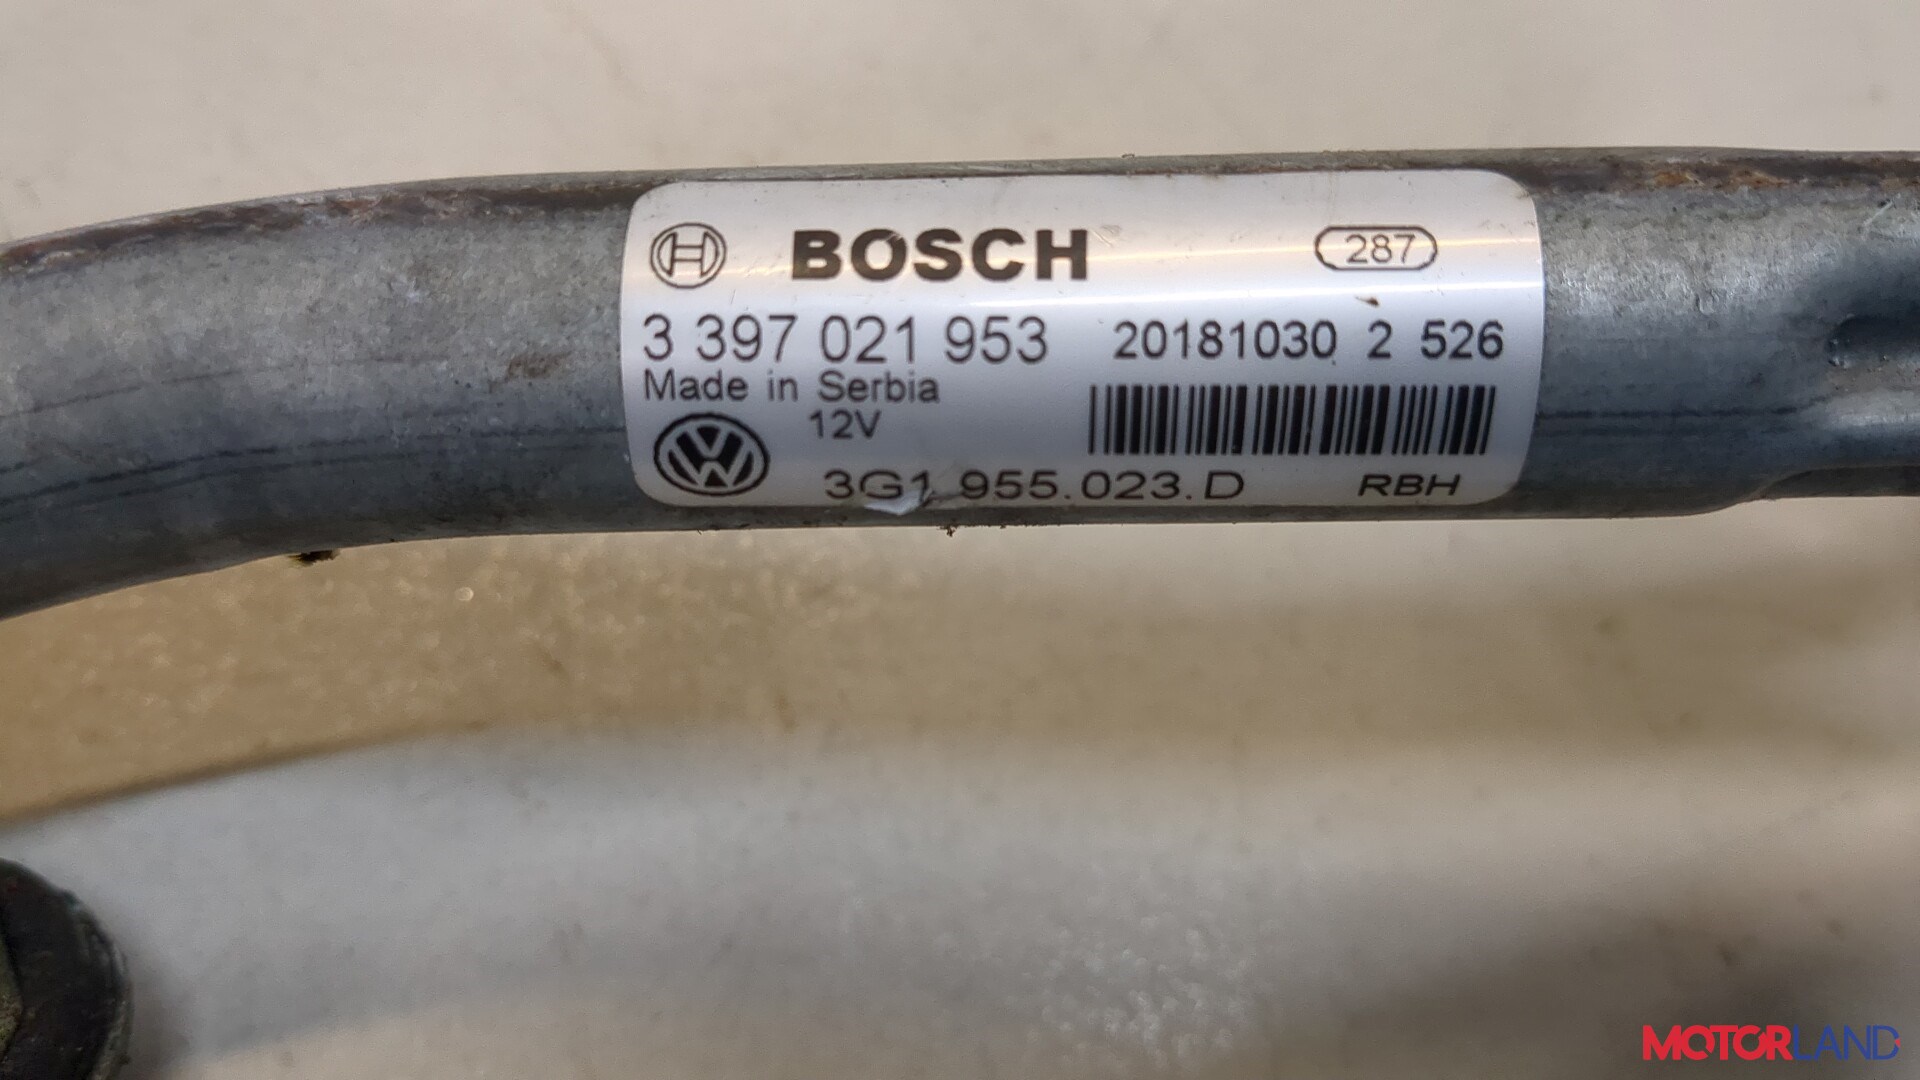 BOSCH 287
3 397 021 953 20181030 2 526
Made in Serbia
12V
3G1 955.023.D RBH
MOTORLAND